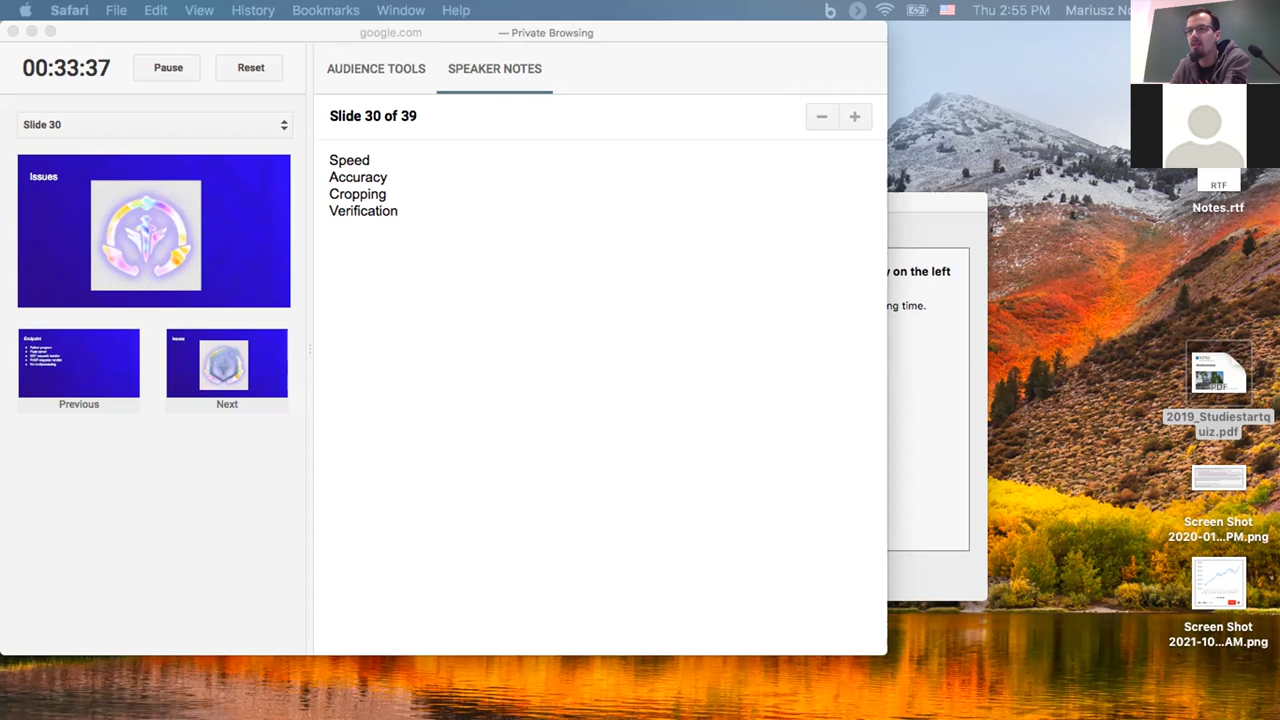 Safari File Edit View History Bookmarks Window Help Thu 2:55 PM Mariusz
google.com — Private Browsing
00:33:37 Pause Reset
AUDIENCE TOOLS SPEAKER NOTES
Slide 30
Slide 30 of 39
Speed
Accuracy
Cropping
Verification
Issues
Endpoint
Issues
Previous Next
y on the left
ng time.
RTF
Notes.rtf
PDF
2019_Studiestartq
uiz.pdf
Screen Shot
2020-01...PM.png
Screen Shot
2021-10...AM.png